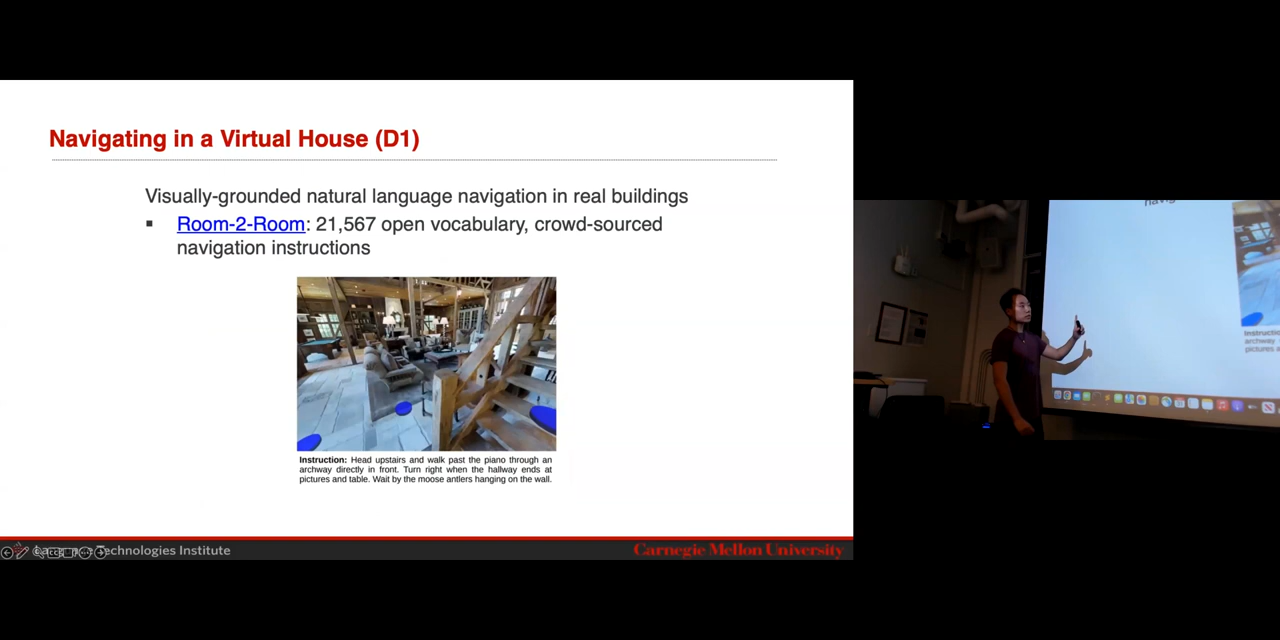 Navigating in a Virtual House (D1)
Visually-grounded natural language navigation in real buildings
▪ Room-2-Room: 21,567 open vocabulary, crowd-sourced
navigation instructions
Instruction: Head upstairs and walk past the piano through an
archway directly in front. Turn right when the hallway ends at
pictures and table. Wait by the moose antlers hanging on the wall.
Technologies Institute
Carnegie Mellon University
Instructio
archway
pictures a